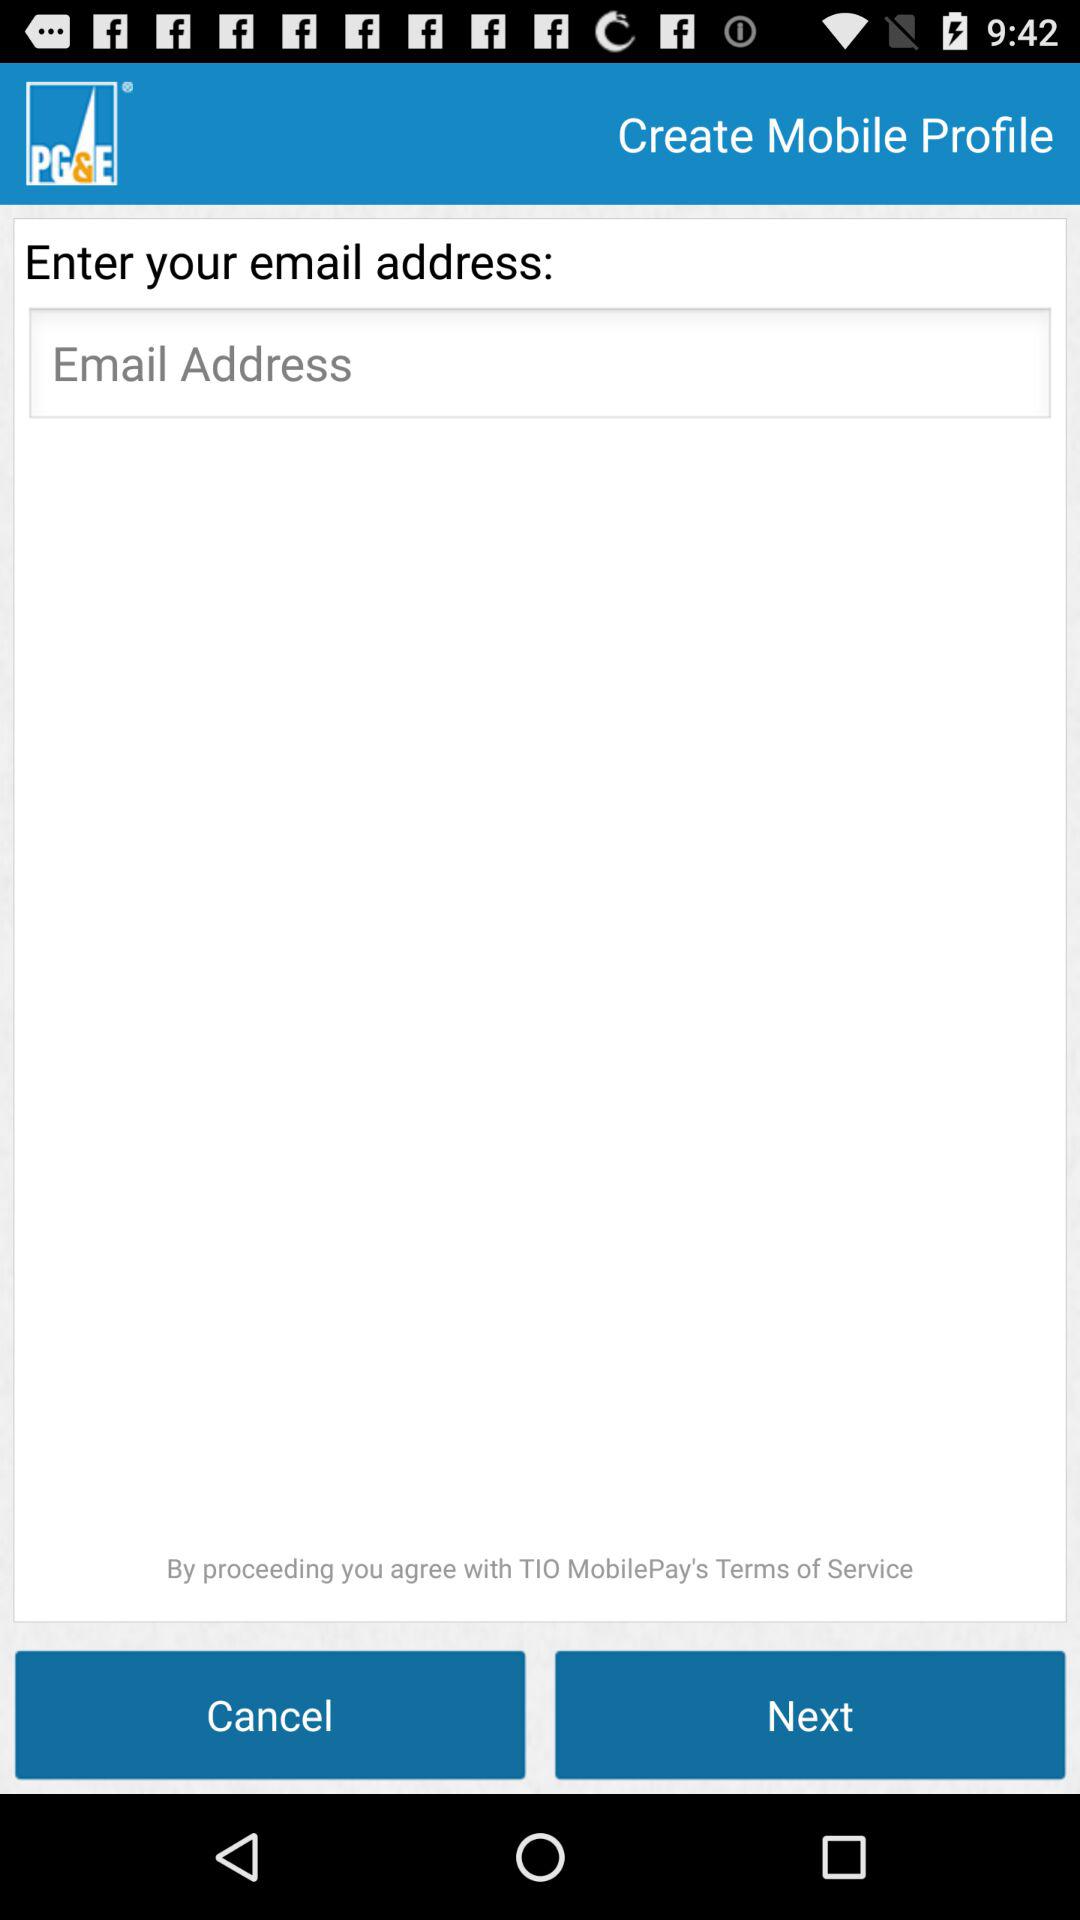 9:42
PG&E
®
Create Mobile Profile
Enter your email address:
Email Address
By proceeding you agree with TIO MobilePay's Terms of Service
Cancel
Next